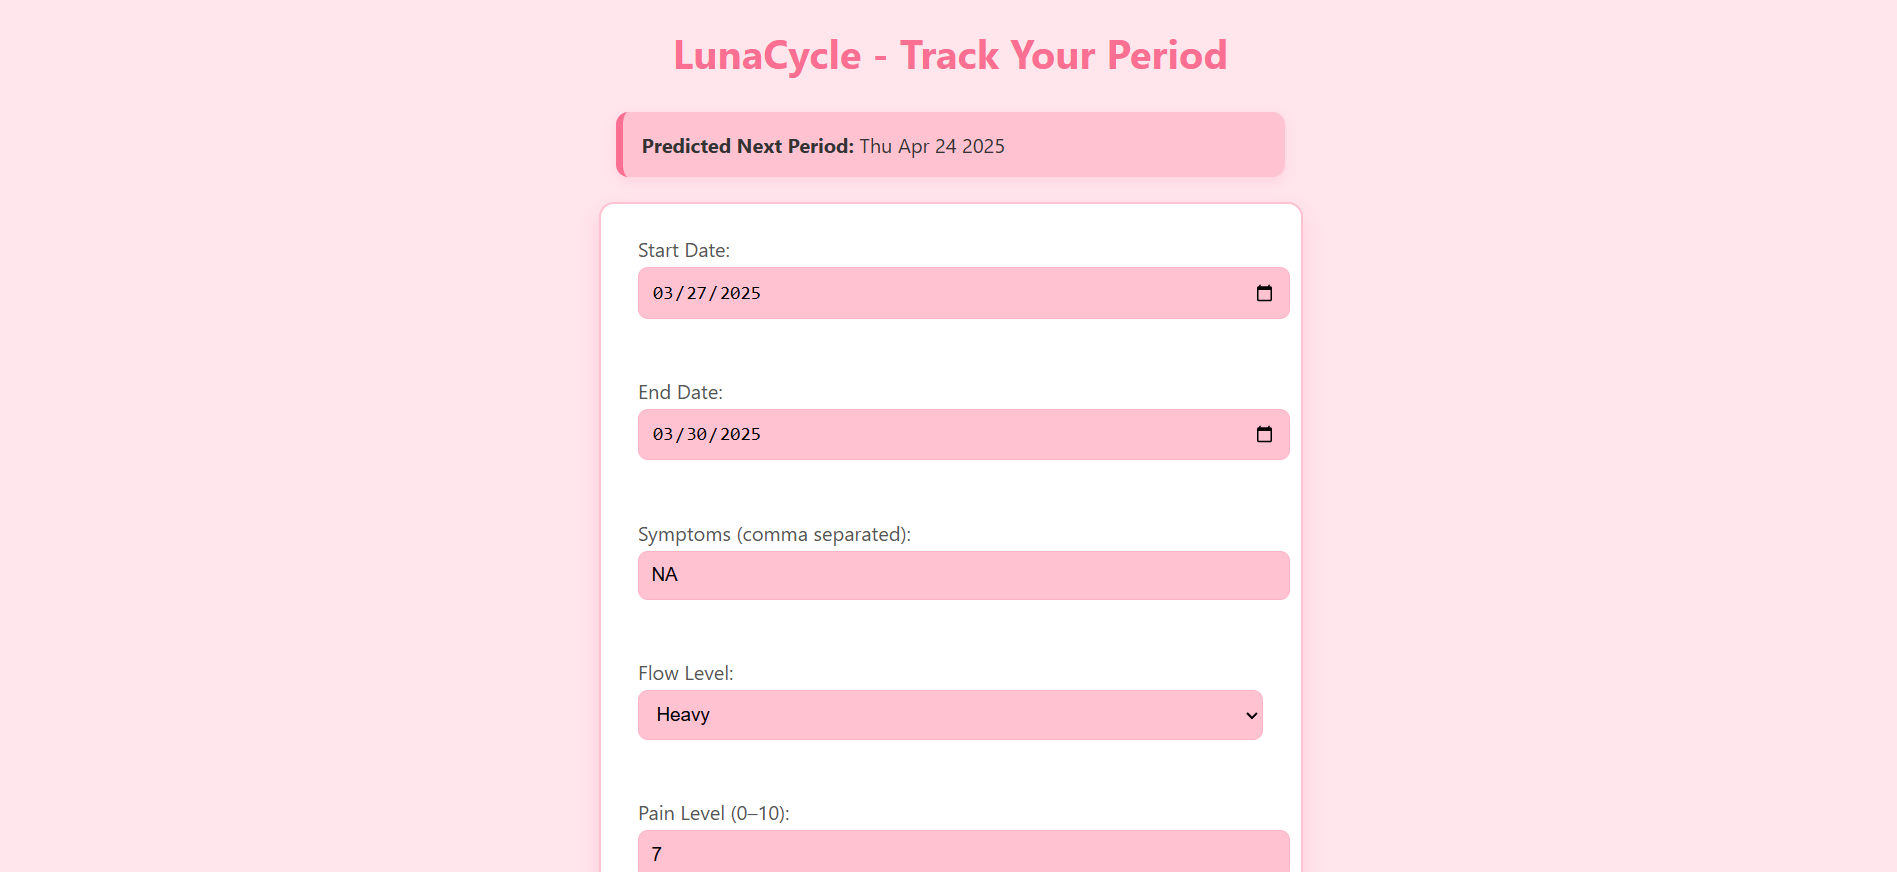 LunaCycle - Track Your Period
Predicted Next Period: Thu Apr 24 2025
Start Date:
03/27/2025
End Date:
03/30/2025
Symptoms (comma separated):
NA
Flow Level:
Heavy
Pain Level (0–10):
7